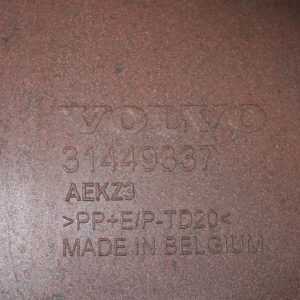 VOLVO
31449337
AEKZ3
>PP+E/P-TD20<
MADE IN BELGIUM